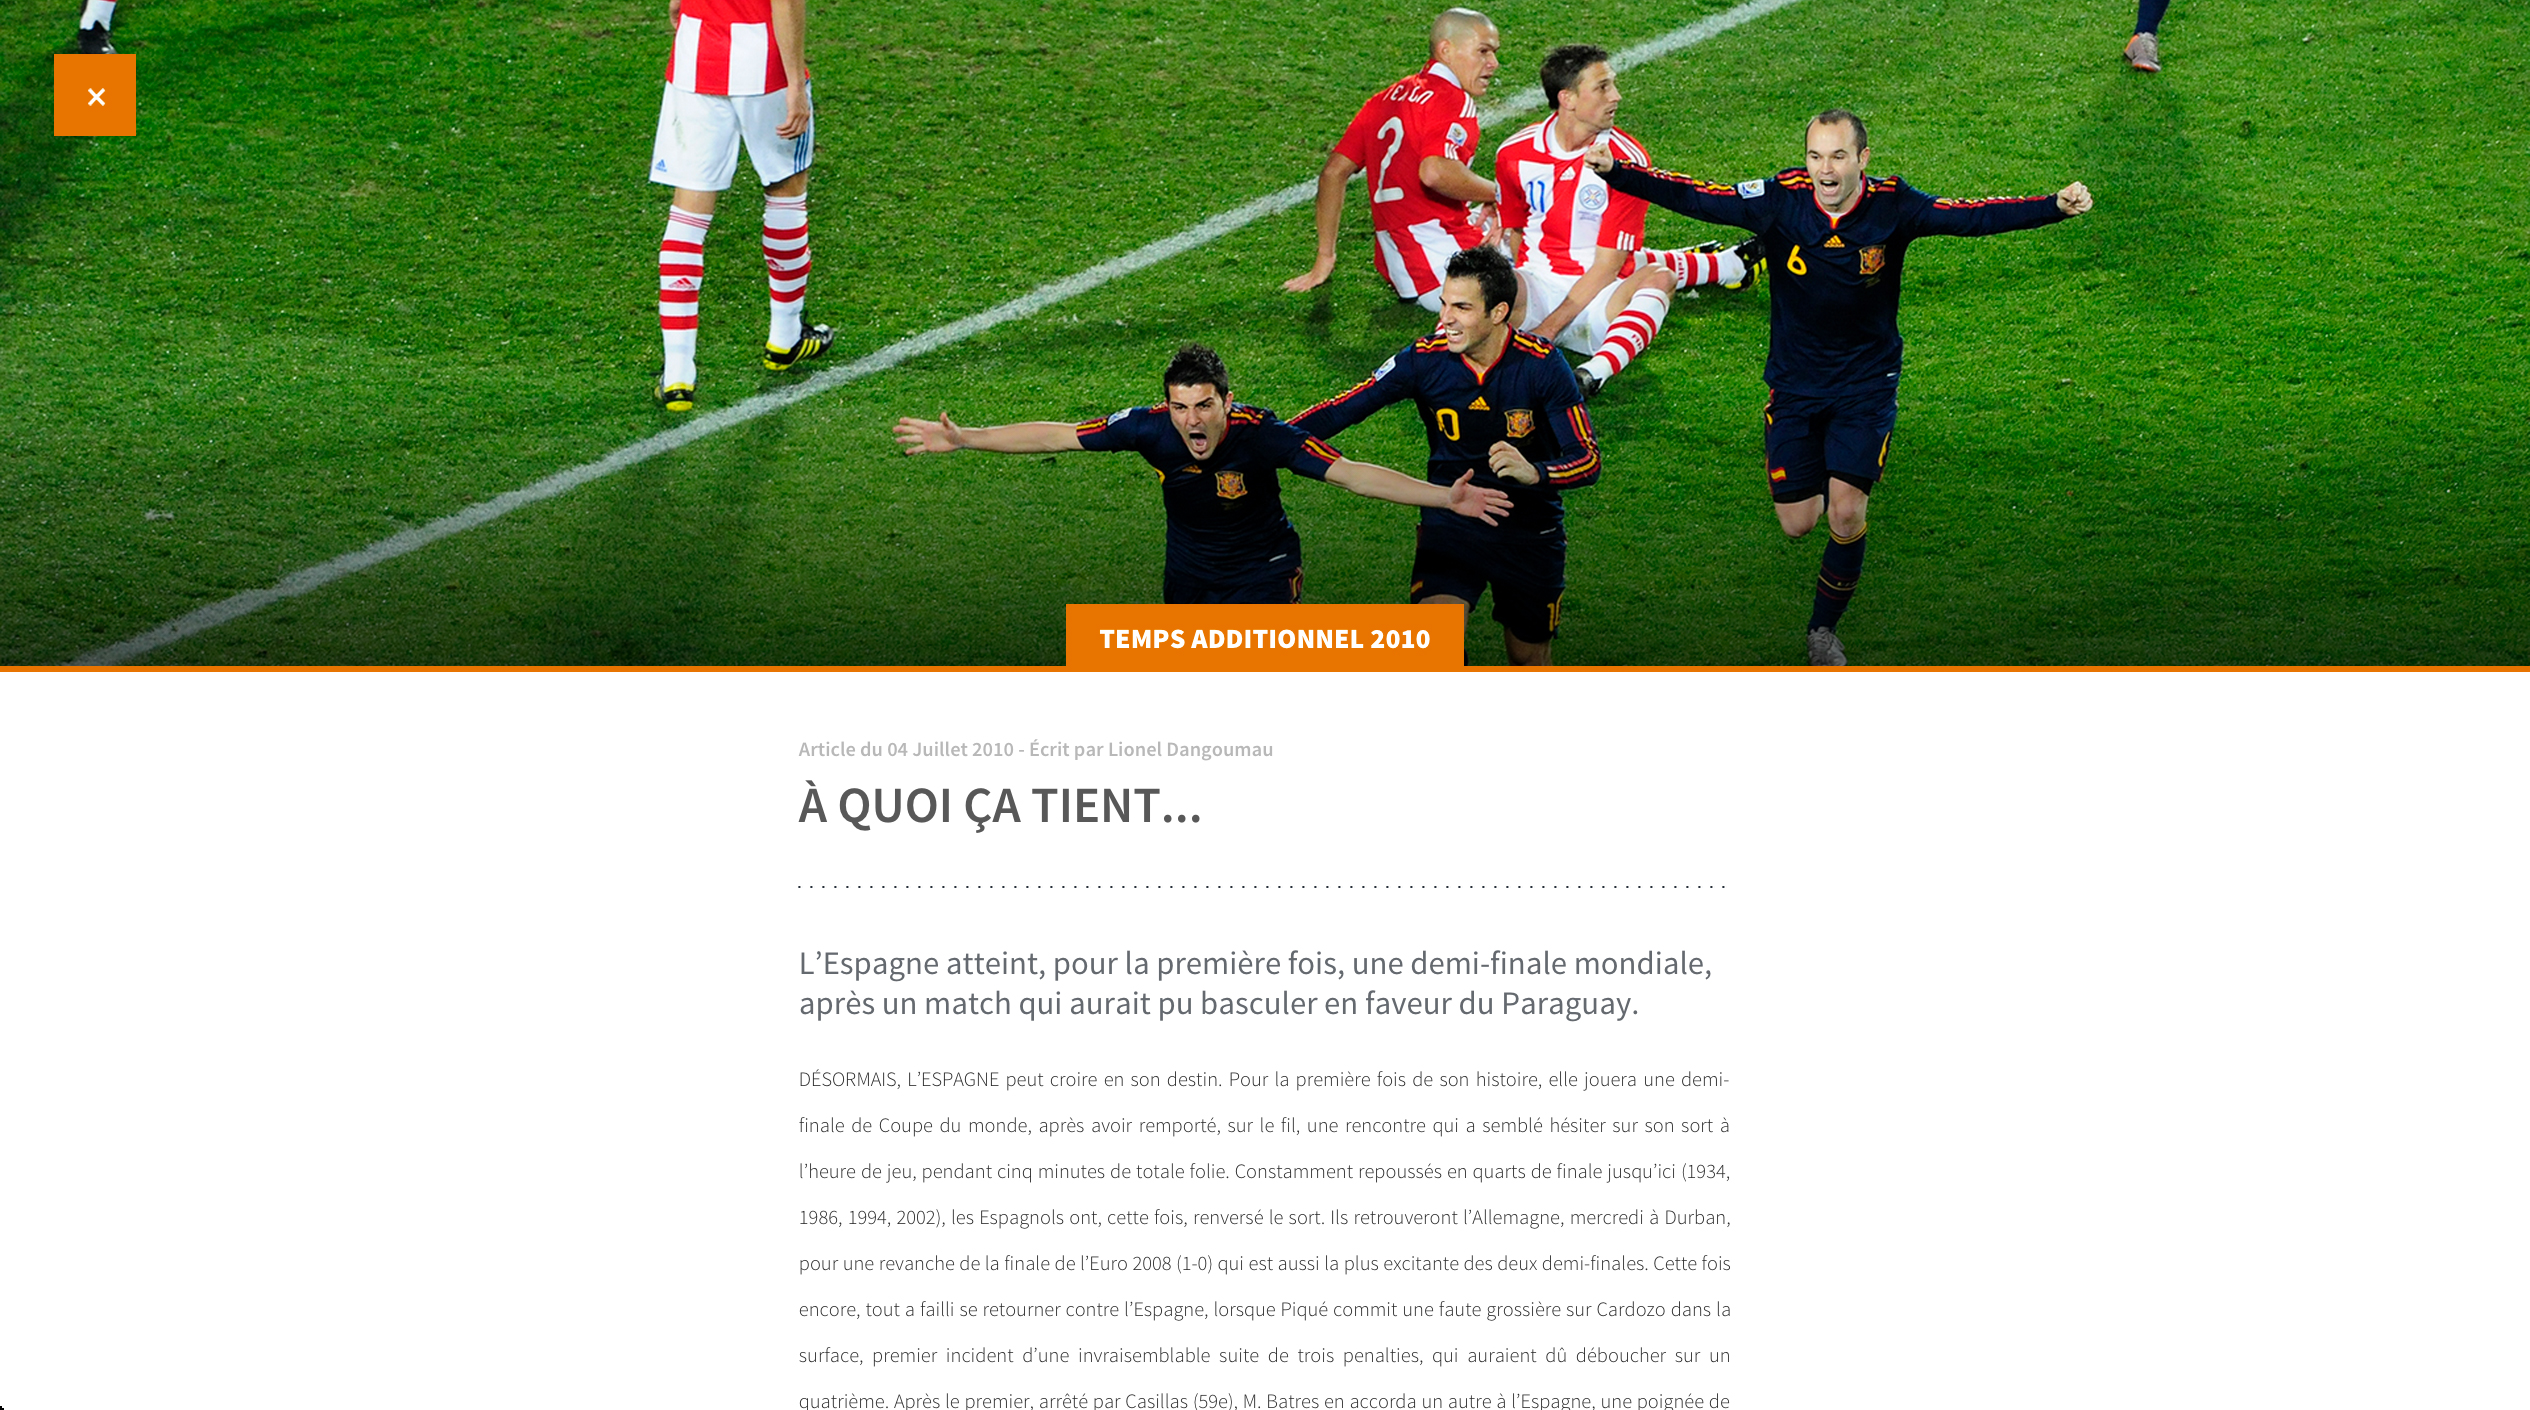 ×
VERÓN
2
11
6
10
10
TEMPS ADDITIONNEL 2010
Article du 04 Juillet 2010 - Écrit par Lionel Dangoumau
À QUOI ÇA TIENT...
L’Espagne atteint, pour la première fois, une demi-finale mondiale,
après un match qui aurait pu basculer en faveur du Paraguay.
DÉSORMAIS, L’ESPAGNE peut croire en son destin. Pour la première fois de son histoire, elle jouera une demi-
finale de Coupe du monde, après avoir remporté, sur le fil, une rencontre qui a semblé hésiter sur son sort à
l’heure de jeu, pendant cinq minutes de totale folie. Constamment repoussés en quarts de finale jusqu’ici (1934,
1986, 1994, 2002), les Espagnols ont, cette fois, renversé le sort. Ils retrouveront l’Allemagne, mercredi à Durban,
pour une revanche de la finale de l’Euro 2008 (1-0) qui est aussi la plus excitante des deux demi-finales. Cette fois
encore, tout a failli se retourner contre l’Espagne, lorsque Piqué commit une faute grossière sur Cardozo dans la
surface, premier incident d’une invraisemblable suite de trois penalties, qui auraient dû déboucher sur un
quatrième. Après le premier, arrêté par Casillas (59e), M. Batres en accorda un autre à l’Espagne, une poignée de